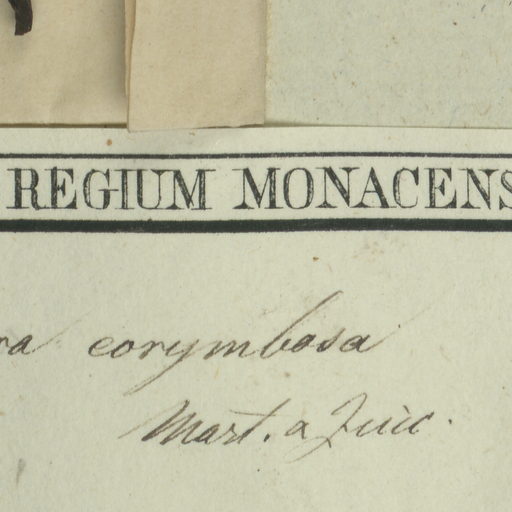 REGIUM MONACENS
ra corymbosa
Mart. a Zucc.